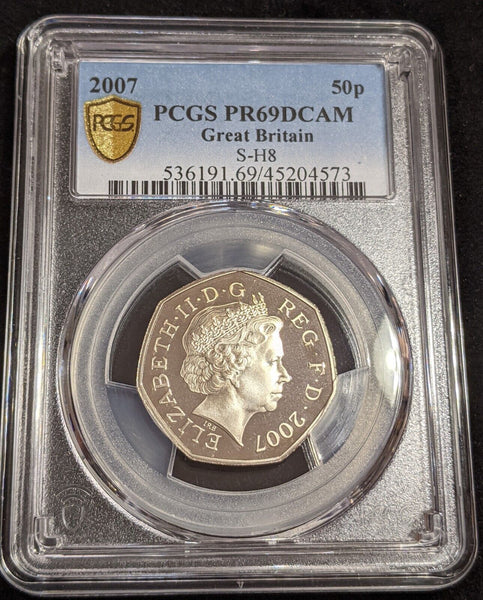 2007 50p
PCGS
PCGS PR69DCAM
Great Britain
S-H8
536191.69/45204573
ELIZABETH·II·D·G REG·F·D·2007
IRB